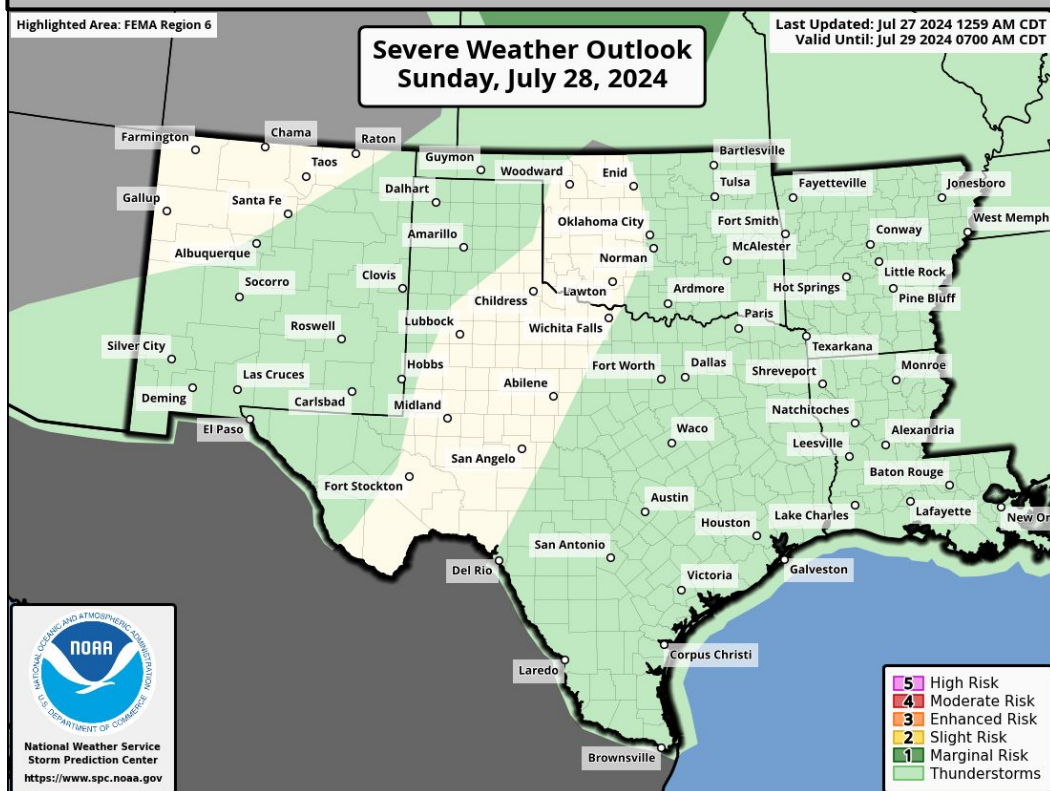 Highlighted Area: FEMA Region 6
Severe Weather Outlook
Sunday, July 28, 2024
Last Updated: Jul 27 2024 1259 AM CDT
Valid Until: Jul 29 2024 0700 AM CDT
Farmington
Chama
Raton
Taos
Guymon
Woodward
Enid
Bartlesville
Tulsa
Fayetteville
Jonesboro
Gallup
Santa Fe
Dalhart
Oklahoma City
Fort Smith
Conway
West Memph
Albuquerque
Amarillo
Norman
McAlester
Little Rock
Socorro
Clovis
Childress
Lawton
Ardmore
Hot Springs
Pine Bluff
Roswell
Lubbock
Wichita Falls
Paris
Texarkana
Silver City
Las Cruces
Hobbs
Abilene
Fort Worth
Dallas
Shreveport
Monroe
Deming
Carlsbad
Midland
Natchitoches
El Paso
San Angelo
Waco
Leesville
Alexandria
Fort Stockton
Baton Rouge
Austin
Houston
Lake Charles
Lafayette
New Or
Del Rio
San Antonio
Victoria
Galveston
Laredo
Corpus Christi
Brownsville
NATIONAL OCEANIC AND ATMOSPHERIC ADMINISTRATION
NOAA
U.S. DEPARTMENT OF COMMERCE
National Weather Service
Storm Prediction Center
https://www.spc.noaa.gov
5 High Risk
4 Moderate Risk
3 Enhanced Risk
2 Slight Risk
1 Marginal Risk
Thunderstorms